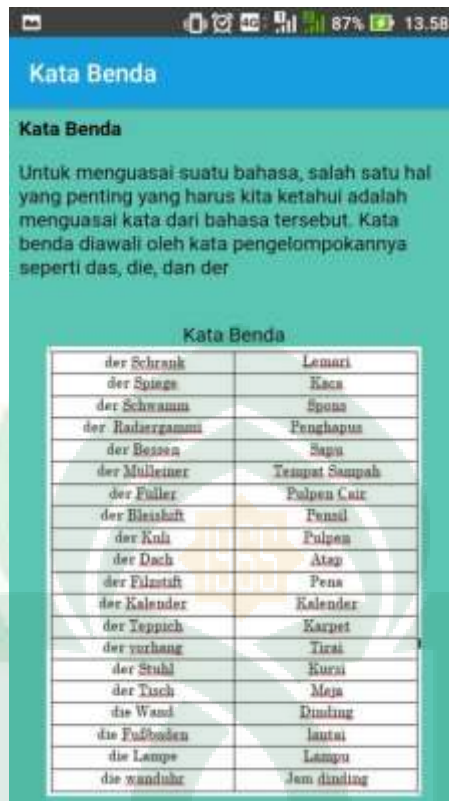 4G 87% 13.58
Kata Benda
Kata Benda
Untuk menguasai suatu bahasa, salah satu hal
yang penting yang harus kita ketahui adalah
menguasai kata dari bahasa tersebut. Kata
benda diawali oleh kata pengelompokannya
seperti das, die, dan der
Kata Benda
der Schrank Lemari
der Spiege Kaca
der Schwamm Spons
der Radiergammi Penghapus
der Bessen Sapu
der Mülleiner Tempat Sampah
der Füller Pulpen Cair
der Bleishift Pensil
der Kuli Pulpen
der Dach Atap
der Filzstift Pena
der Kalender Kalender
der Teppich Karpet
der vorhang Tirai
der Stuhl Kursi
der Tisch Meja
die Wand Dinding
die Fußboden lantai
die Lampe Lampu
die wanduhr Jam dinding